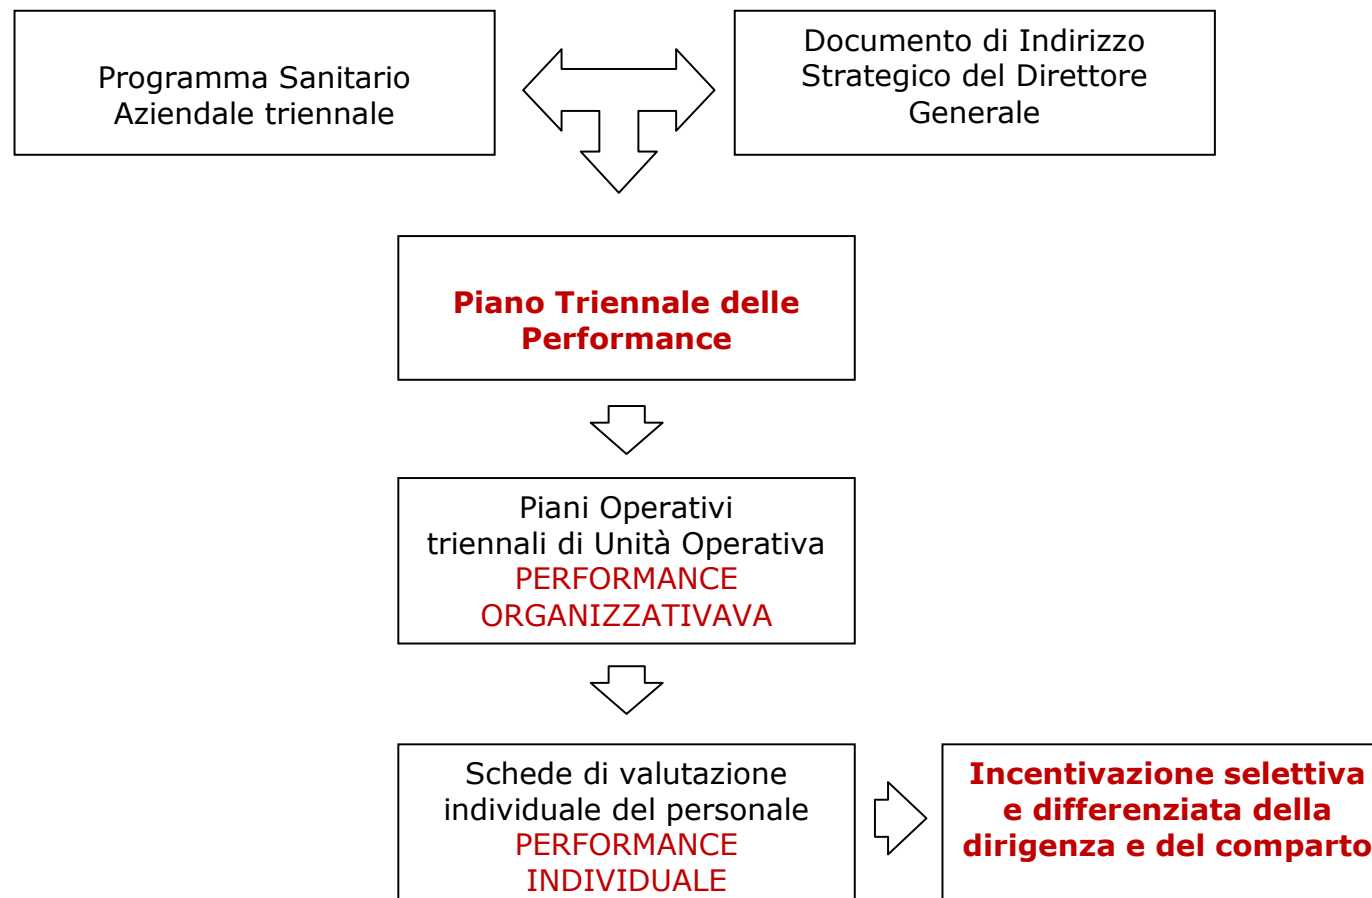 Programma Sanitario
Aziendale triennale
Documento di Indirizzo
Strategico del Direttore
Generale
Piano Triennale delle
Performance
Piani Operativi
triennali di Unità Operativa
PERFORMANCE
ORGANIZZATIVAVA
Schede di valutazione
individuale del personale
PERFORMANCE
INDIVIDUALE
Incentivazione selettiva
e differenziata della
dirigenza e del comparto